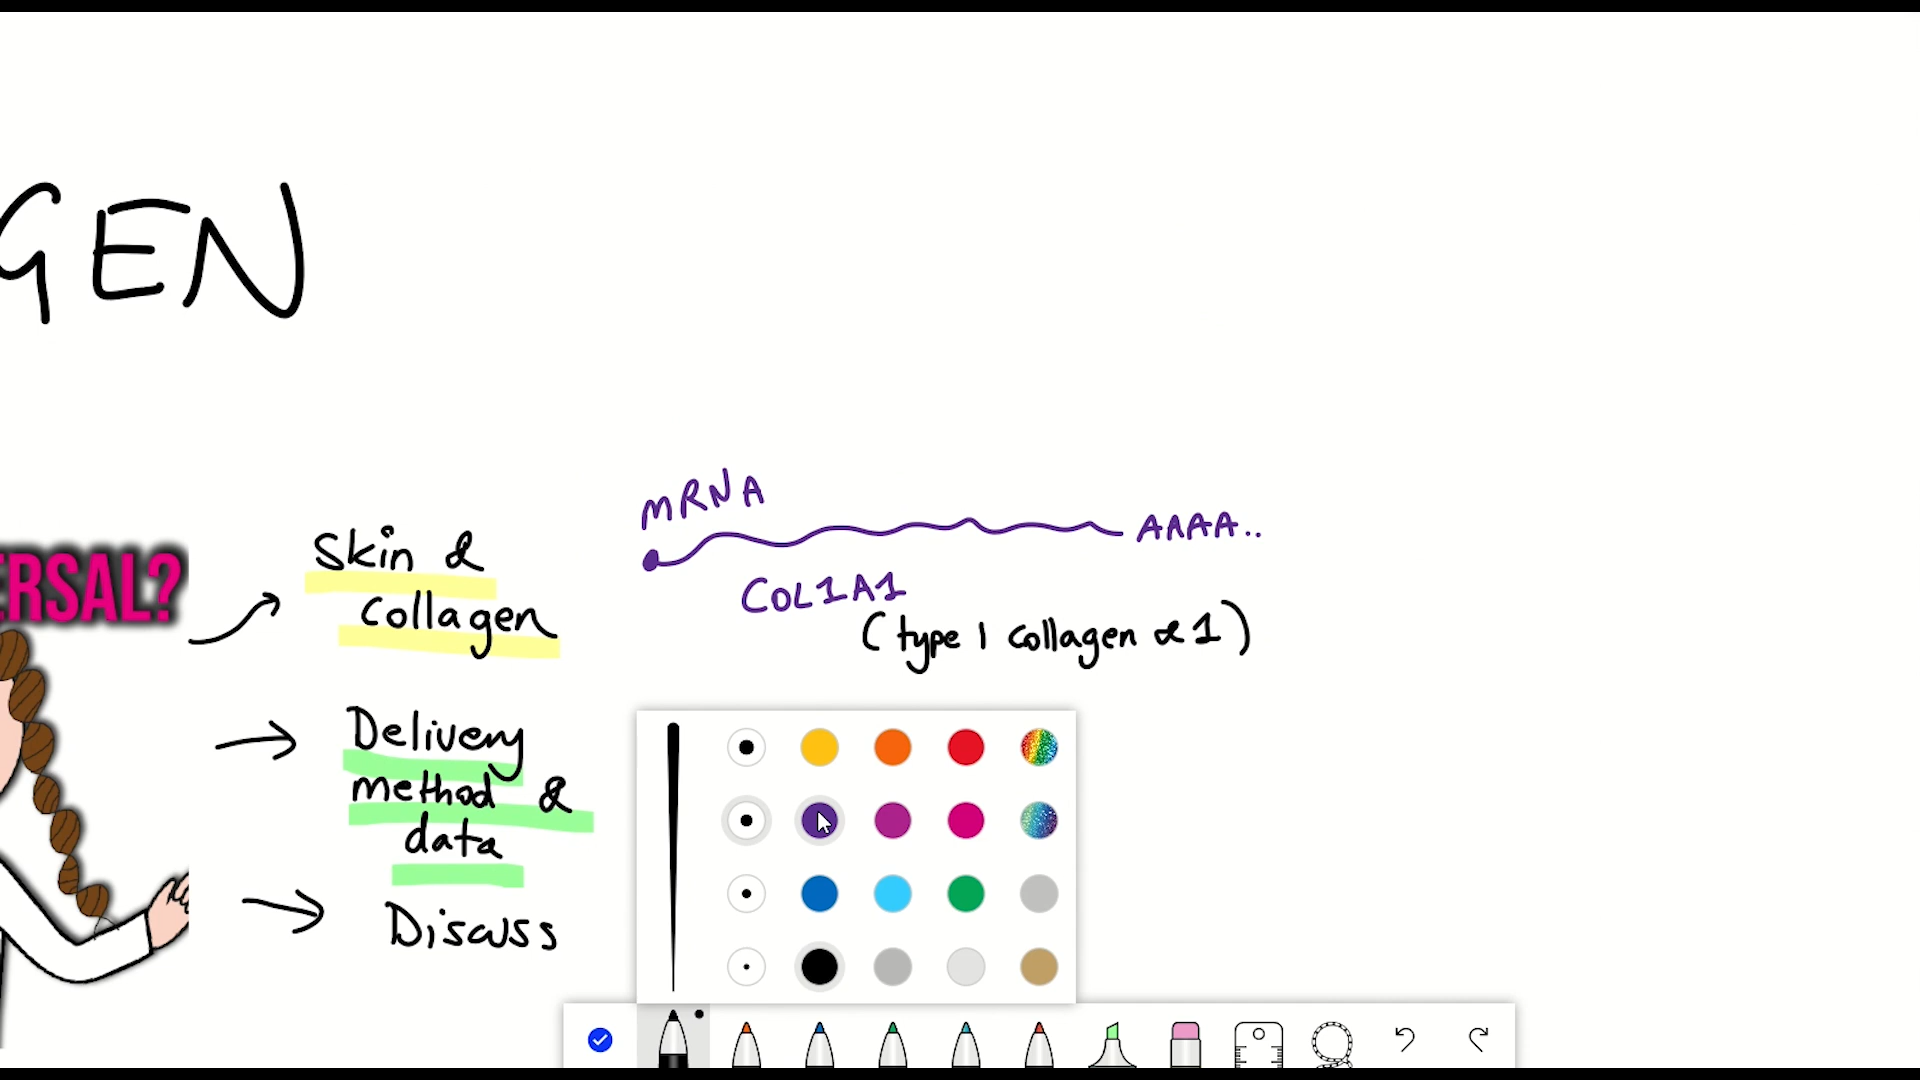 GEN
ERSAL?
Skin &
collagen
Delivery
method &
data
Discuss
mRNA
AAAA..
COL1A1
(type 1 collagen α1)